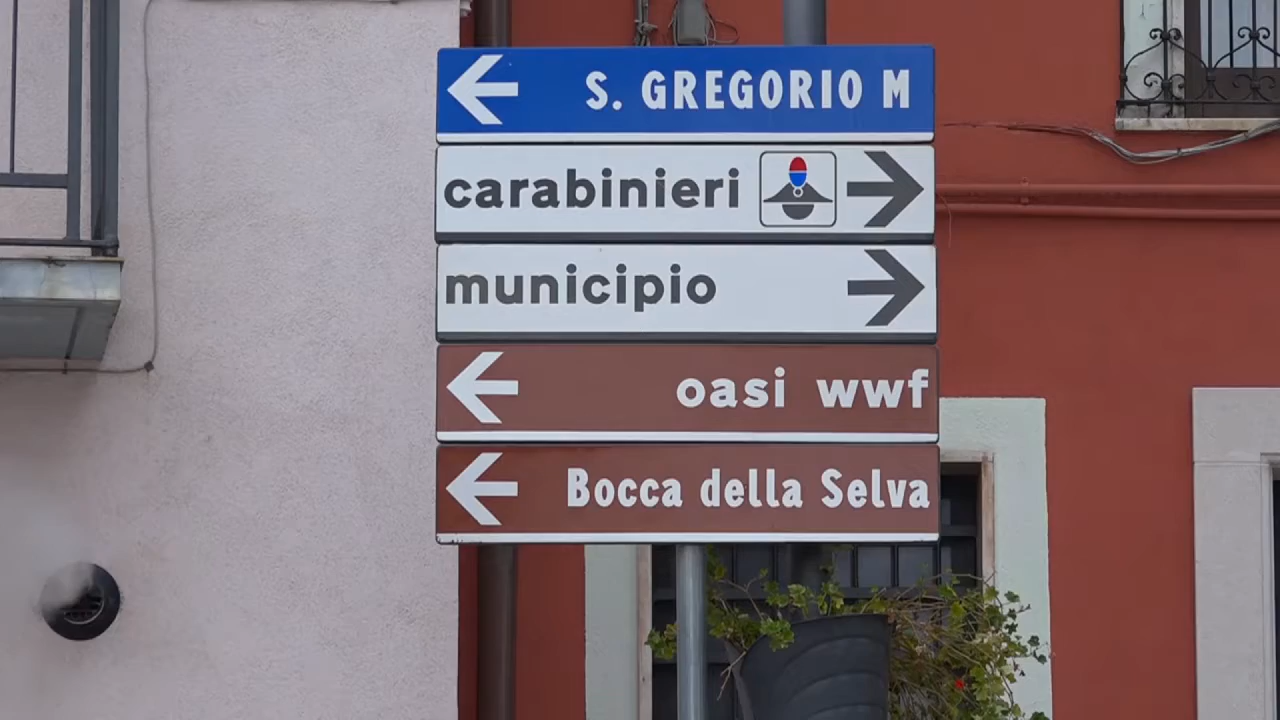 S. GREGORIO M
carabinieri
municipio
oasi wwf
Bocca della Selva